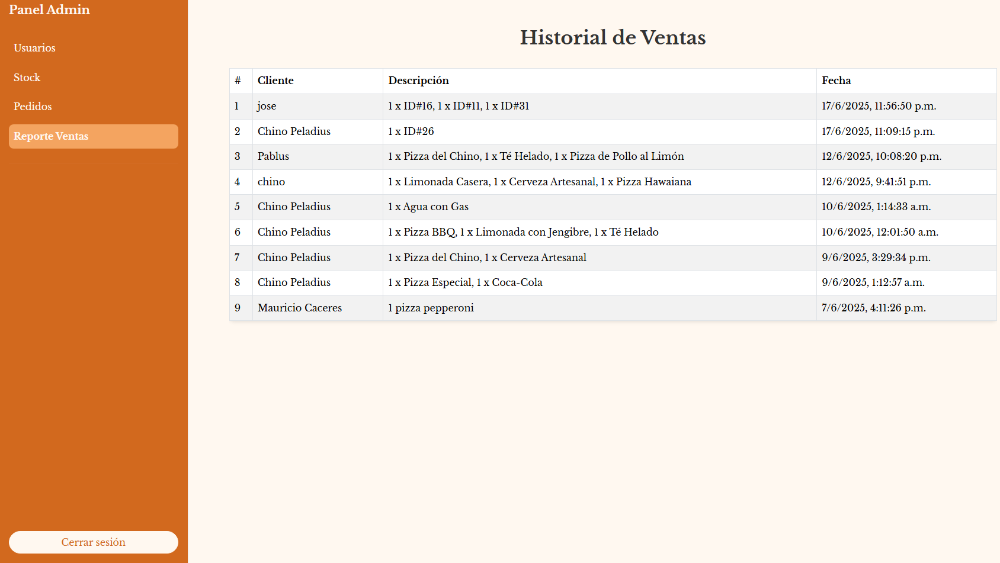 Panel Admin
Usuarios
Stock
Pedidos
Reporte Ventas
Cerrar sesión
Historial de Ventas
# Cliente Descripción Fecha
1 jose 1 x ID#16, 1 x ID#11, 1 x ID#31 17/6/2025, 11:56:50 p.m.
2 Chino Peladius 1 x ID#26 17/6/2025, 11:09:15 p.m.
3 Pablus 1 x Pizza del Chino, 1 x Té Helado, 1 x Pizza de Pollo al Limón 12/6/2025, 10:08:20 p.m.
4 chino 1 x Limonada Casera, 1 x Cerveza Artesanal, 1 x Pizza Hawaiana 12/6/2025, 9:41:51 p.m.
5 Chino Peladius 1 x Agua con Gas 10/6/2025, 1:14:33 a.m.
6 Chino Peladius 1 x Pizza BBQ, 1 x Limonada con Jengibre, 1 x Té Helado 10/6/2025, 12:01:50 a.m.
7 Chino Peladius 1 x Pizza del Chino, 1 x Cerveza Artesanal 9/6/2025, 3:29:34 p.m.
8 Chino Peladius 1 x Pizza Especial, 1 x Coca-Cola 9/6/2025, 1:12:57 a.m.
9 Mauricio Caceres 1 pizza pepperoni 7/6/2025, 4:11:26 p.m.